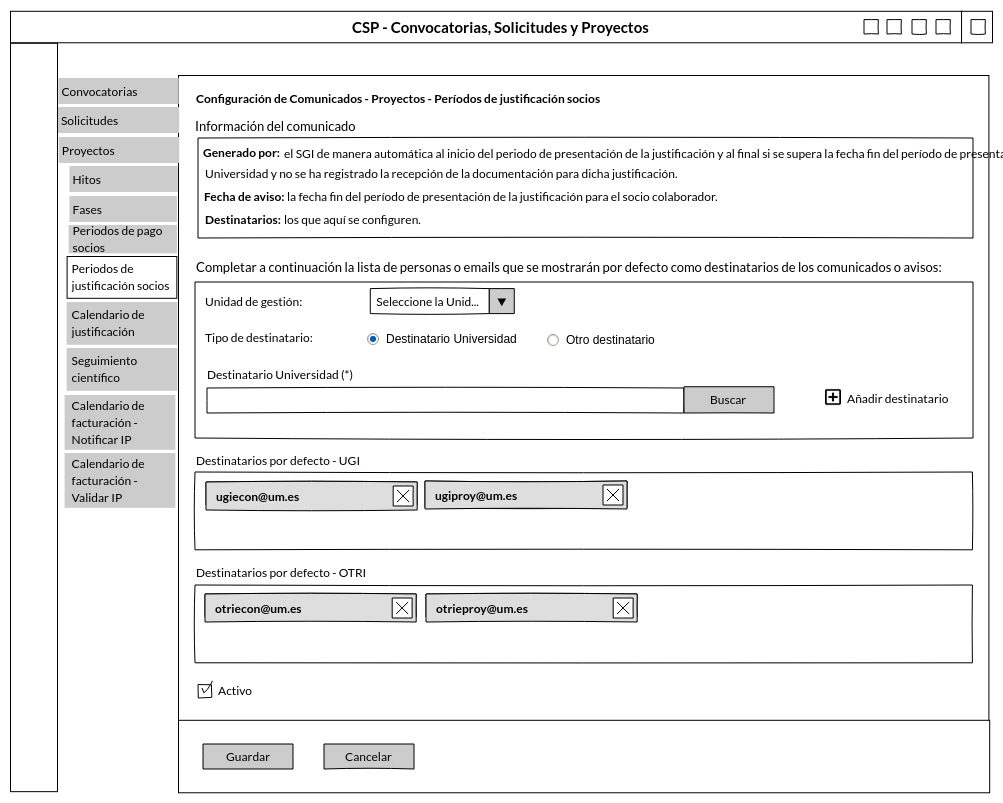 CSP - Convocatorias, Solicitudes y Proyectos
Convocatorias
Solicitudes
Proyectos
Hitos
Fases
Periodos de pago
socios
Periodos de
justificación socios
Calendario de
justificación
Seguimiento
científico
Calendario de
facturación -
Notificar IP
Calendario de
facturación -
Validar IP
Configuración de Comunicados - Proyectos - Períodos de justificación socios
Información del comunicado
Generado por: el SGI de manera automática al inicio del periodo de presentación de la justificación y al final si se supera la fecha fin del período de
Universidad y no se ha registrado la recepción de la documentación para dicha justificación.
Fecha de aviso: la fecha fin del período de presentación de la justificación para el socio colaborador.
Destinatarios: los que aquí se configuren.
Completar a continuación la lista de personas o emails que se mostrarán por defecto como destinatarios de los comunicados o avisos:
Unidad de gestión: Seleccione la Unid...
Tipo de destinatario: Destinatario Universidad Otro destinatario
Destinatario Universidad (*)
Buscar Añadir destinatario
Destinatarios por defecto - UGI
ugiecon@um.es ugiproy@um.es
Destinatarios por defecto - OTRI
otriecon@um.es otrieproy@um.es
Activo
Guardar Cancelar